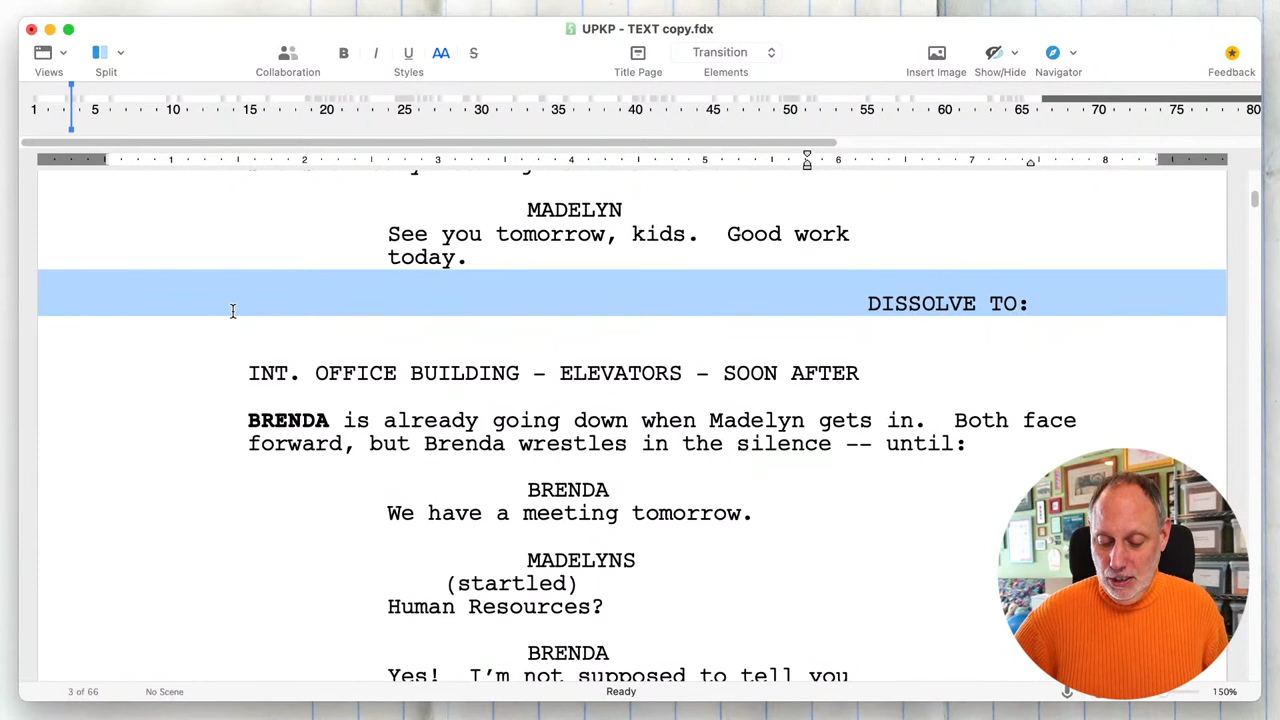 UPKP - TEXT copy.fdx
B I U AA S Transition
Views Split Collaboration Styles Title Page Elements Insert Image Show/Hide Navigator Feedback
1 5 10 15 20 25 30 35 40 45 50 55 60 65 70 75 80
1 2 3 4 5 6 7 8
MADELYN
See you tomorrow, kids. Good work
today.
DISSOLVE TO:
INT. OFFICE BUILDING - ELEVATORS - SOON AFTER
BRENDA is already going down when Madelyn gets in. Both face
forward, but Brenda wrestles in the silence -- until:
BRENDA
We have a meeting tomorrow.
MADELYNS
(startled)
Human Resources?
BRENDA
Yes! I'm not supposed to tell you
3 of 66 No Scene Ready 150%